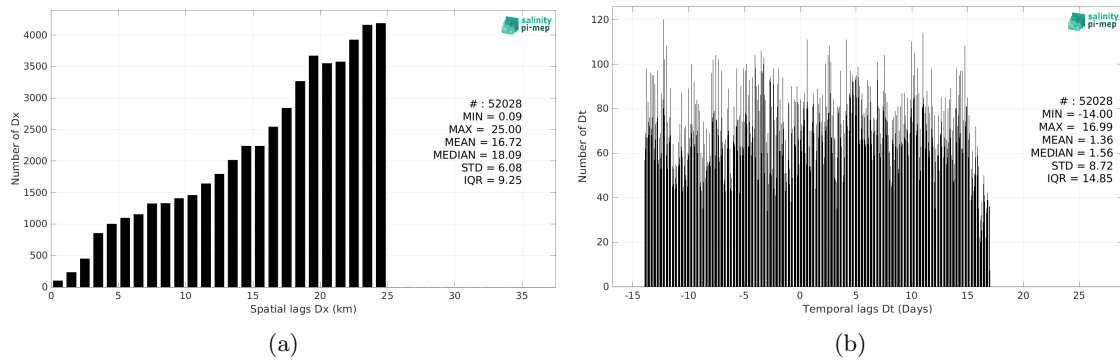 salinity
pi-mep
4000
3500
3000
2500
2000
1500
1000
500
0
Number of Dx
# : 52028
MIN = 0.09
MAX = 25.00
MEAN = 16.72
MEDIAN = 18.09
STD = 6.08
IQR = 9.25
0 5 10 15 20 25 30 35
Spatial lags Dx (km)
(a)
salinity
pi-mep
120
100
80
60
40
20
0
Number of Dt
# : 52028
MIN = -14.00
MAX = 16.99
MEAN = 1.36
MEDIAN = 1.56
STD = 8.72
IQR = 14.85
-15 -10 -5 0 5 10 15 20 25
Temporal lags Dt (Days)
(b)